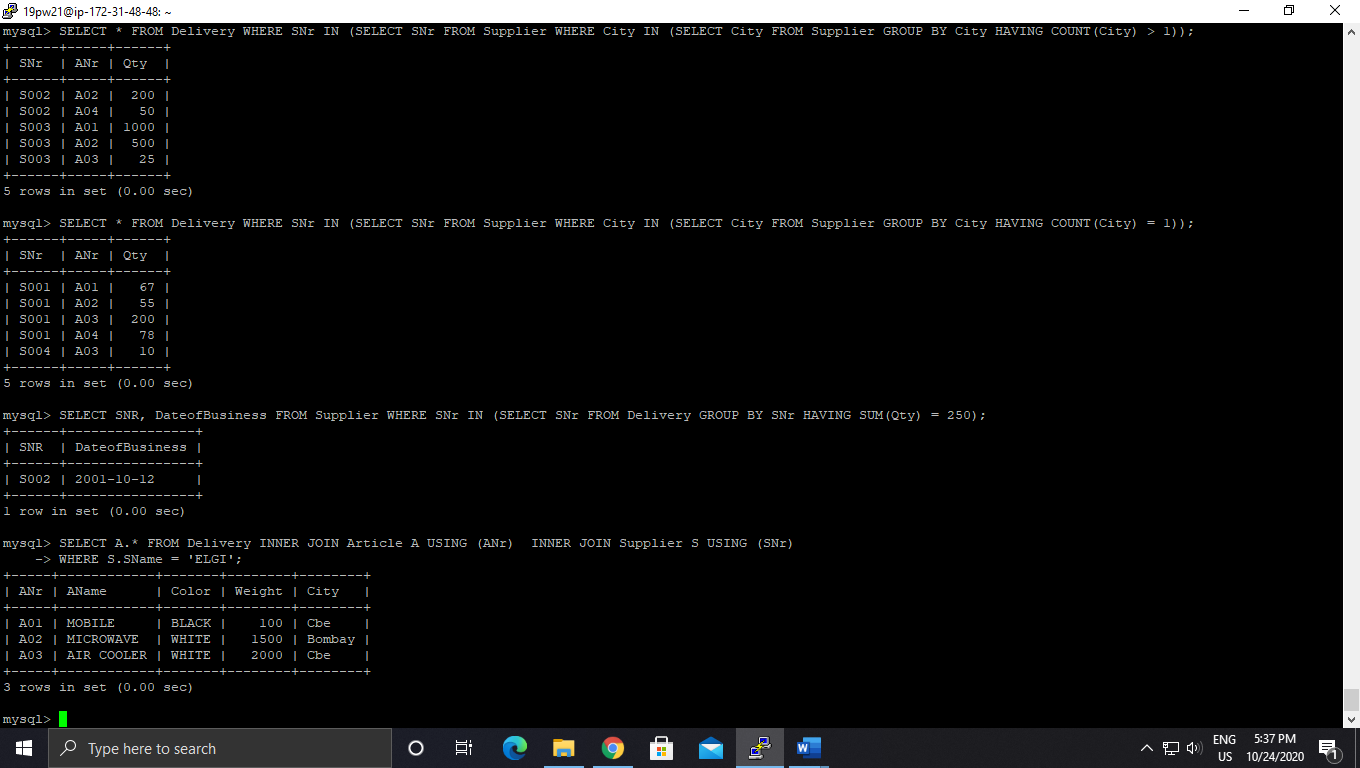 19pw21@ip-172-31-48-48: ~
mysql> SELECT * FROM Delivery WHERE SNr IN (SELECT SNr FROM Supplier WHERE City IN (SELECT City FROM Supplier GROUP BY City HAVING COUNT(City) > 1));
+------+-----+------+
| SNr  | ANr | Qty  |
+------+-----+------+
| S002 | A02 |  200 |
| S002 | A04 |   50 |
| S003 | A01 | 1000 |
| S003 | A02 |  500 |
| S003 | A03 |   25 |
+------+-----+------+
5 rows in set (0.00 sec)
mysql> SELECT * FROM Delivery WHERE SNr IN (SELECT SNr FROM Supplier WHERE City IN (SELECT City FROM Supplier GROUP BY City HAVING COUNT(City) = 1));
+------+-----+------+
| SNr  | ANr | Qty  |
+------+-----+------+
| S001 | A01 |   67 |
| S001 | A02 |   55 |
| S001 | A03 |  200 |
| S001 | A04 |   78 |
| S004 | A03 |   10 |
+------+-----+------+
5 rows in set (0.00 sec)
mysql> SELECT SNR, DateofBusiness FROM Supplier WHERE SNr IN (SELECT SNr FROM Delivery GROUP BY SNr HAVING SUM(Qty) = 250);
+------+----------------+
| SNR  | DateofBusiness |
+------+----------------+
| S002 | 2001-10-12     |
+------+----------------+
1 row in set (0.00 sec)
mysql> SELECT A.* FROM Delivery INNER JOIN Article A USING (ANr)  INNER JOIN Supplier S USING (SNr)
    -> WHERE S.SName = 'ELGI';
+-----+------------+-------+--------+--------+
| ANr | AName      | Color | Weight | City   |
+-----+------------+-------+--------+--------+
| A01 | MOBILE     | BLACK |    100 | Cbe    |
| A02 | MICROWAVE  | WHITE |   1500 | Bombay |
| A03 | AIR COOLER | WHITE |   2000 | Cbe    |
+-----+------------+-------+--------+--------+
3 rows in set (0.00 sec)
mysql>
Type here to search
ENG
US
5:37 PM
10/24/2020
1